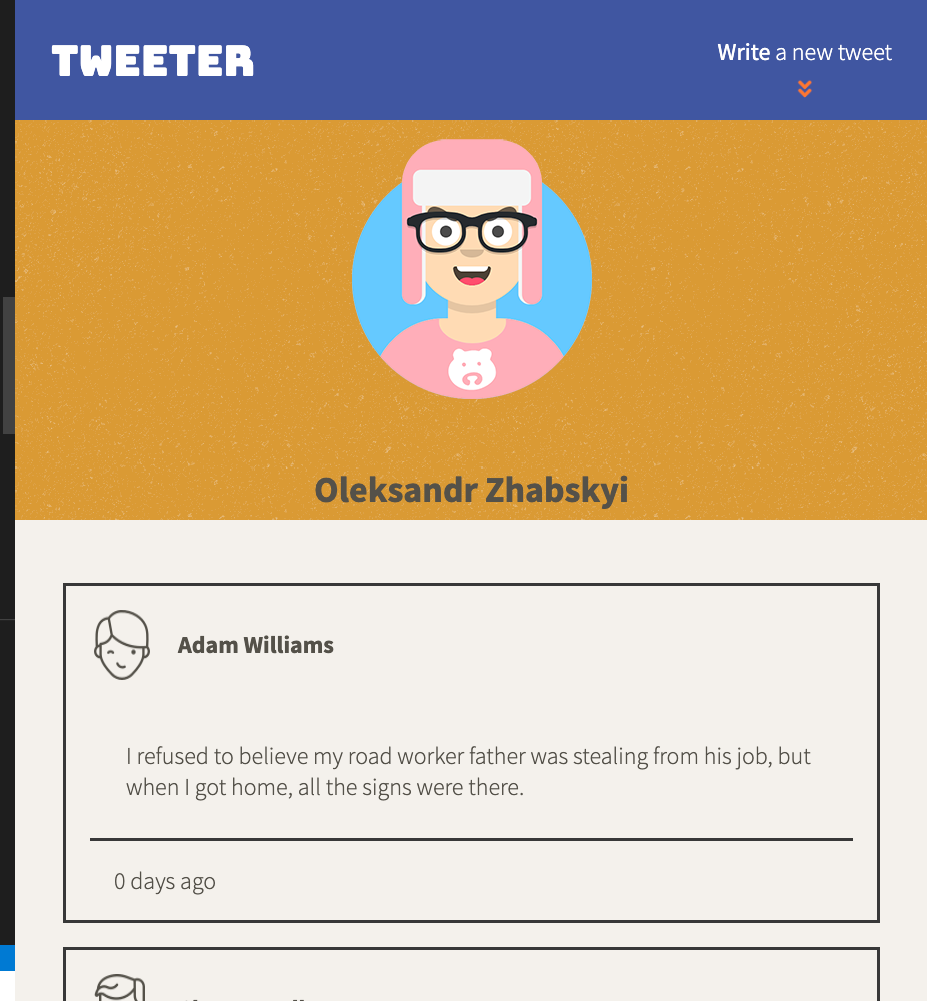 TWEETER
Write a new tweet
Oleksandr Zhabskyi
Adam Williams
I refused to believe my road worker father was stealing from his job, but
when I got home, all the signs were there.
0 days ago